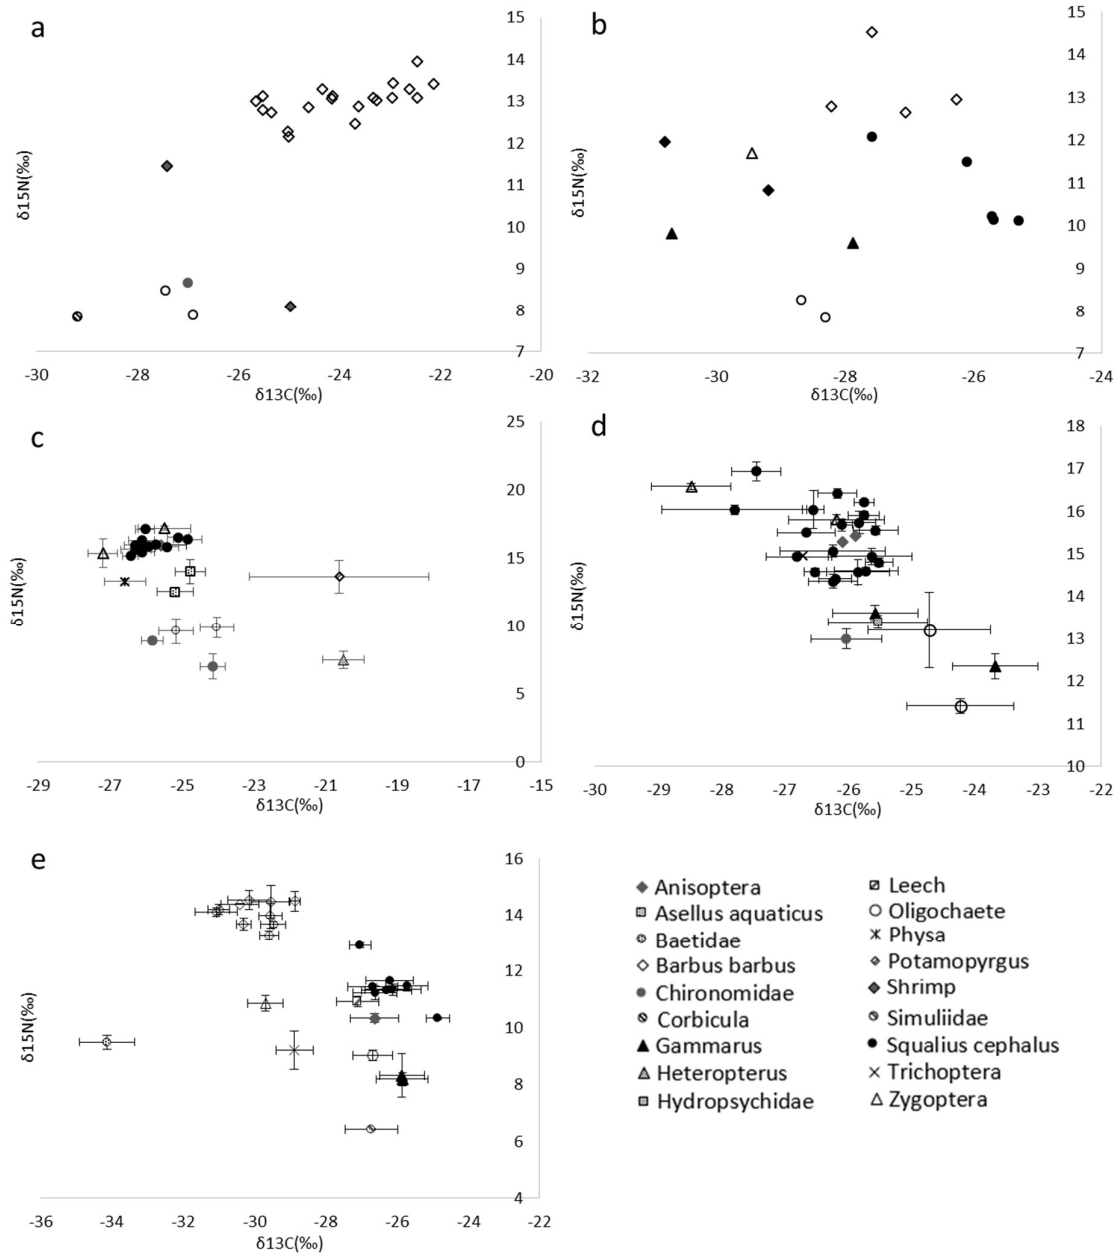 a
15
14
13
12
11
10
9
8
7
δ15N(‰)
-30 -28 -26 -24 -22 -20
δ13C(‰)
b
15
14
13
12
11
10
9
8
7
δ15N(‰)
-32 -30 -28 -26 -24
δ13C(‰)
c
25
20
15
10
5
0
δ15N(‰)
-29 -27 -25 -23 -21 -19 -17 -15
δ13C(‰)
d
18
17
16
15
14
13
12
11
10
δ15N(‰)
-30 -29 -28 -27 -26 -25 -24 -23 -22
δ13C(‰)
e
16
14
12
10
8
6
4
δ15N(‰)
-36 -34 -32 -30 -28 -26 -24 -22
δ13C(‰)
Anisoptera
Asellus aquaticus
Baetidae
Barbus barbus
Chironomidae
Corbicula
Gammarus
Heteropterus
Hydropsychidae
Leech
Oligochaete
Physa
Potamopyrgus
Shrimp
Simuliidae
Squalius cephalus
Trichoptera
Zygoptera